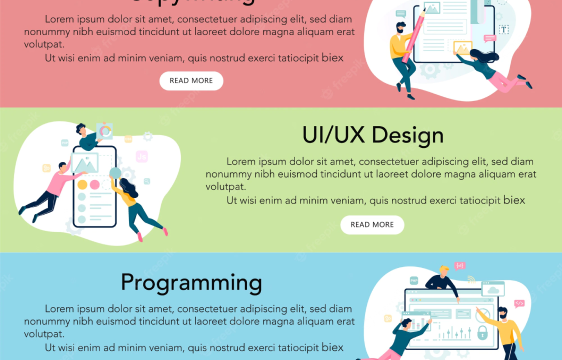 Copywriting
Lorem ipsum dolor sit amet, consectetuer adipiscing elit, sed diam
nonummy nibh euismod tincidunt ut laoreet dolore magna aliquam erat
volutpat.
Ut wisi enim ad minim veniam, quis nostrud exerci tatiocipit biex
READ MORE
UI/UX Design
Lorem ipsum dolor sit amet, consectetuer adipiscing elit, sed diam
nonummy nibh euismod tincidunt ut laoreet dolore magna aliquam erat
volutpat.
Ut wisi enim ad minim veniam, quis nostrud exerci tatiocipit biex
READ MORE
Programming
Lorem ipsum dolor sit amet, consectetuer adipiscing elit, sed diam
nonummy nibh euismod tincidunt ut laoreet dolore magna aliquam erat
volutpat.
Ut wisi enim ad minim veniam, quis nostrud exerci tatiocipit biex